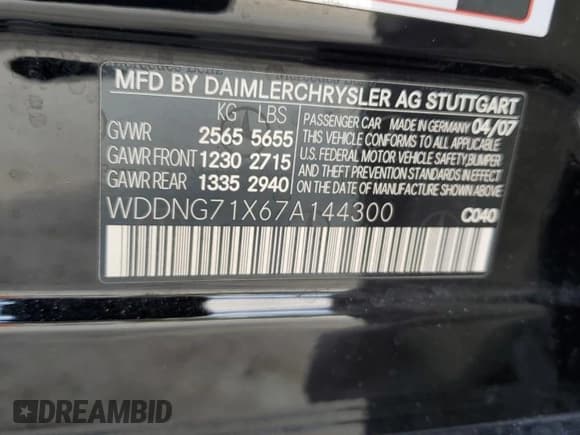 MFD BY DAIMLERCHRYSLER AG STUTTGART
KG LBS
GVWR 2565 5655
GAWR FRONT 1230 2715
GAWR REAR 1335 2940
PASSENGER CAR MADE IN GERMANY 04/07
THIS VEHICLE CONFORMS TO ALL APPLICABLE
U.S. FEDERAL MOTOR VEHICLE SAFETY, BUMPER
AND THEFT PREVENTION STANDARDS IN EFFECT
ON THE DATE OF MANUFACTURE SHOWN ABOVE.
WDDNG71X67A144300 C040
DREAMBID